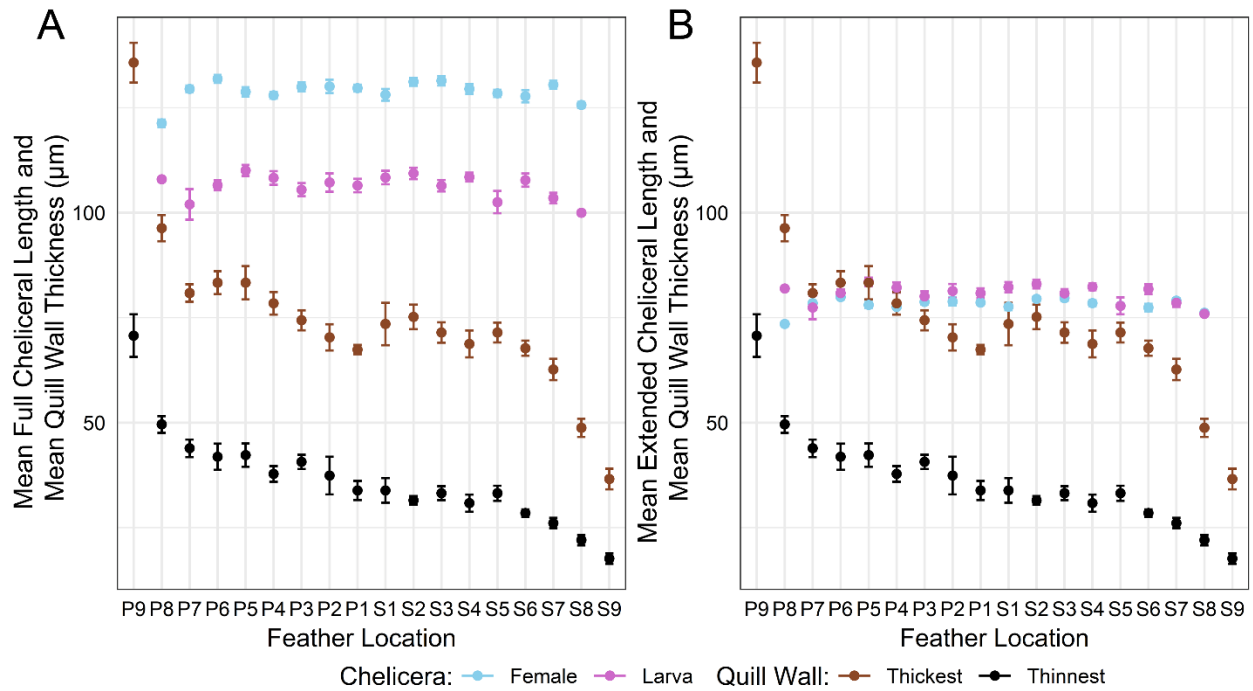 A
B
Mean Full Cheliceral Length and
Mean Quill Wall Thickness (µm)
100
50
P9 P8 P7 P6 P5 P4 P3 P2 P1 S1 S2 S3 S4 S5 S6 S7 S8 S9
Feather Location
Mean Extended Cheliceral Length and
Mean Quill Wall Thickness (µm)
100
50
P9 P8 P7 P6 P5 P4 P3 P2 P1 S1 S2 S3 S4 S5 S6 S7 S8 S9
Feather Location
Chelicera: Female Larva Quill Wall: Thickest Thinnest